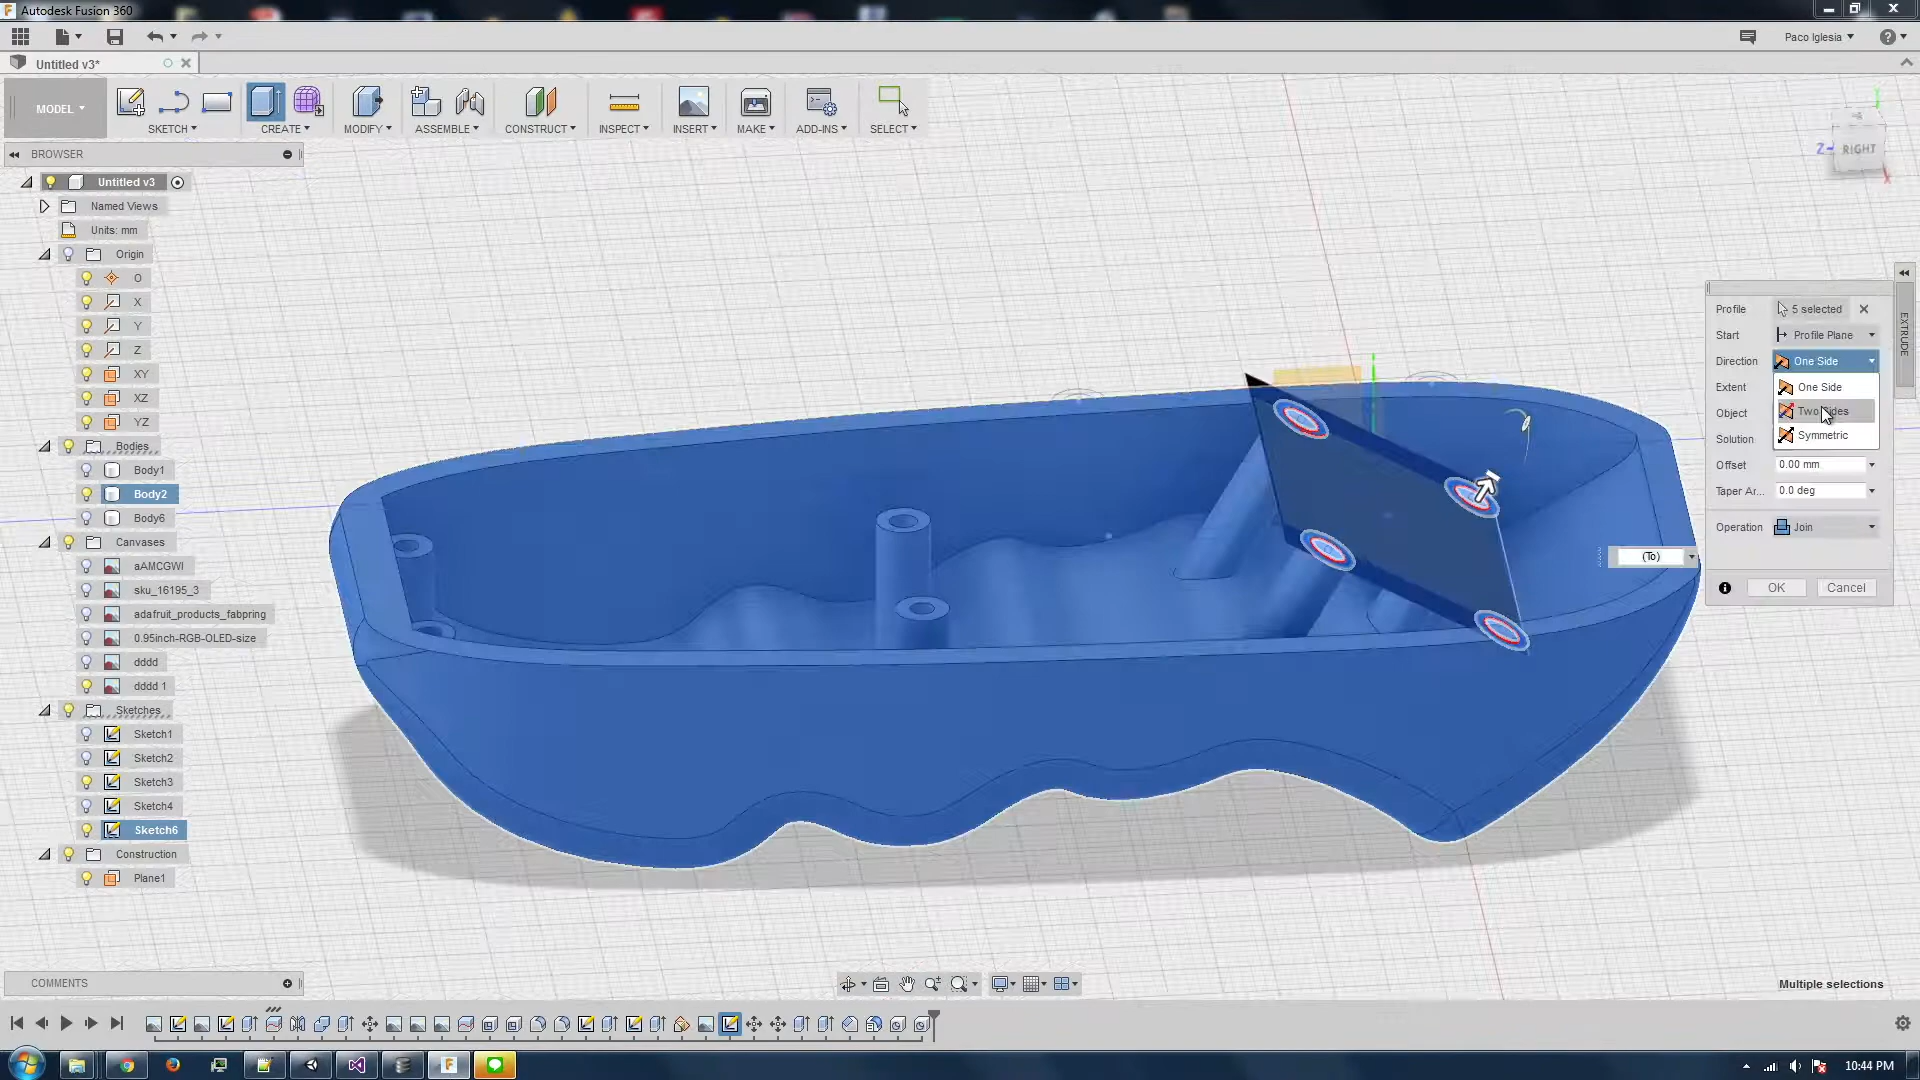 Autodesk Fusion 360
Paco Iglesia
Untitled v3*
MODEL
SKETCH
CREATE
MODIFY
ASSEMBLE
CONSTRUCT
INSPECT
INSERT
MAKE
ADD-INS
SELECT
BROWSER
Untitled v3
Named Views
Units: mm
Origin
O
X
Y
Z
XY
XZ
YZ
Bodies
Body1
Body2
Body6
Canvases
aAMCGWI
sku_16195_3
adafruit_products_fabpring
0.95inch-RGB-OLED-size
dddd
dddd 1
Sketches
Sketch1
Sketch2
Sketch3
Sketch4
Sketch6
Construction
Plane1
Y
Z
RIGHT
X
EXTRUDE
Profile 5 selected
Start Profile Plane
Direction One Side
Extent One Side
Object Two Sides
Solution Symmetric
Offset 0.00 mm
Taper Ar... 0.0 deg
Operation Join
(To)
OK Cancel
COMMENTS
Multiple selections
10:44 PM